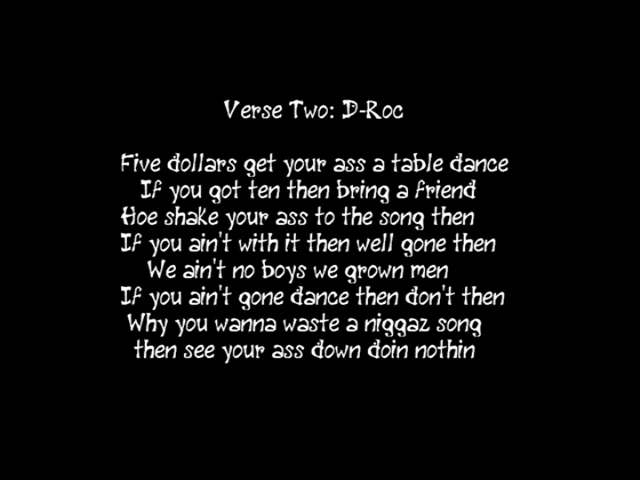 Verse Two: D-Roc
Five dollars get your ass a table dance
If you got ten then bring a friend
Hoe shake your ass to the song then
If you ain't with it then well gone then
We ain't no boys we grown men
If you ain't gone dance then don't then
Why you wanna waste a niggaz song
then see your ass down doin nothin